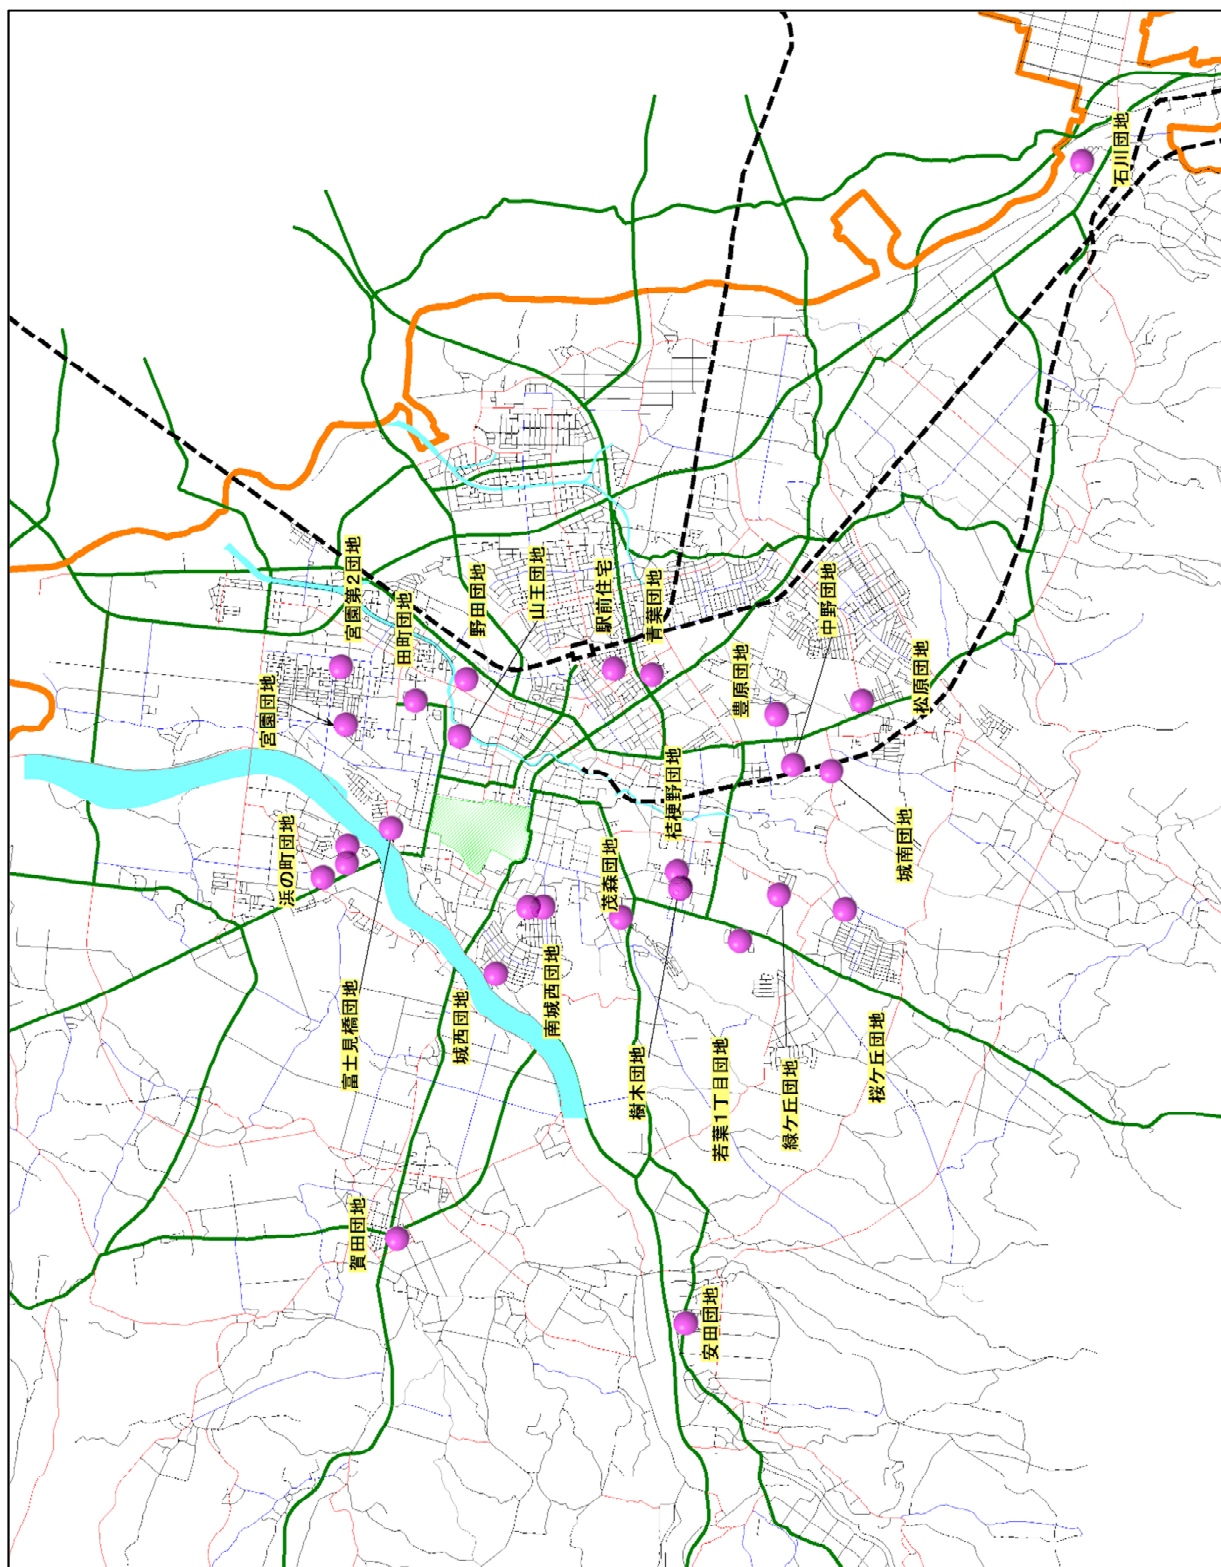 宮園第2団地
田町団地
野田団地
山王団地
駅前住宅
青葉団地
中野団地
豊原団地
松原団地
石川団地
宮園団地
浜の町団地
桔梗野団地
茂森団地
城南団地
富士見橋団地
城西団地
南城西団地
樹木団地
若葉1丁目団地
緑ケ丘団地
桜ケ丘団地
賀田団地
安田団地